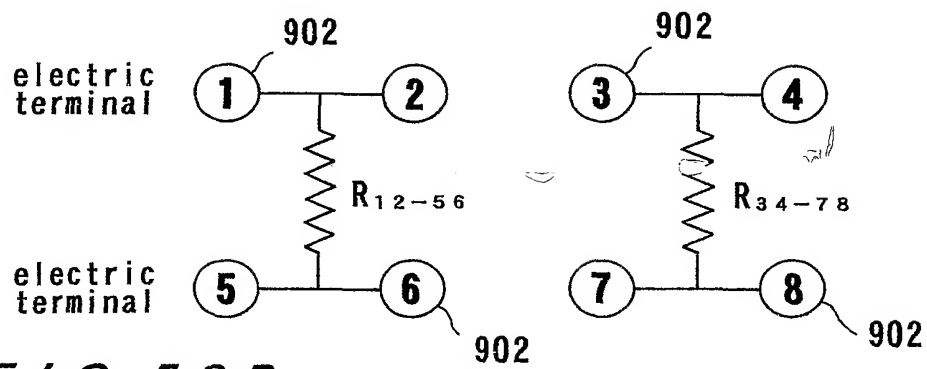 902 902
electric terminal 1 2 3 4
R12-56 R34-78
electric terminal 5 6 7 8
902 902